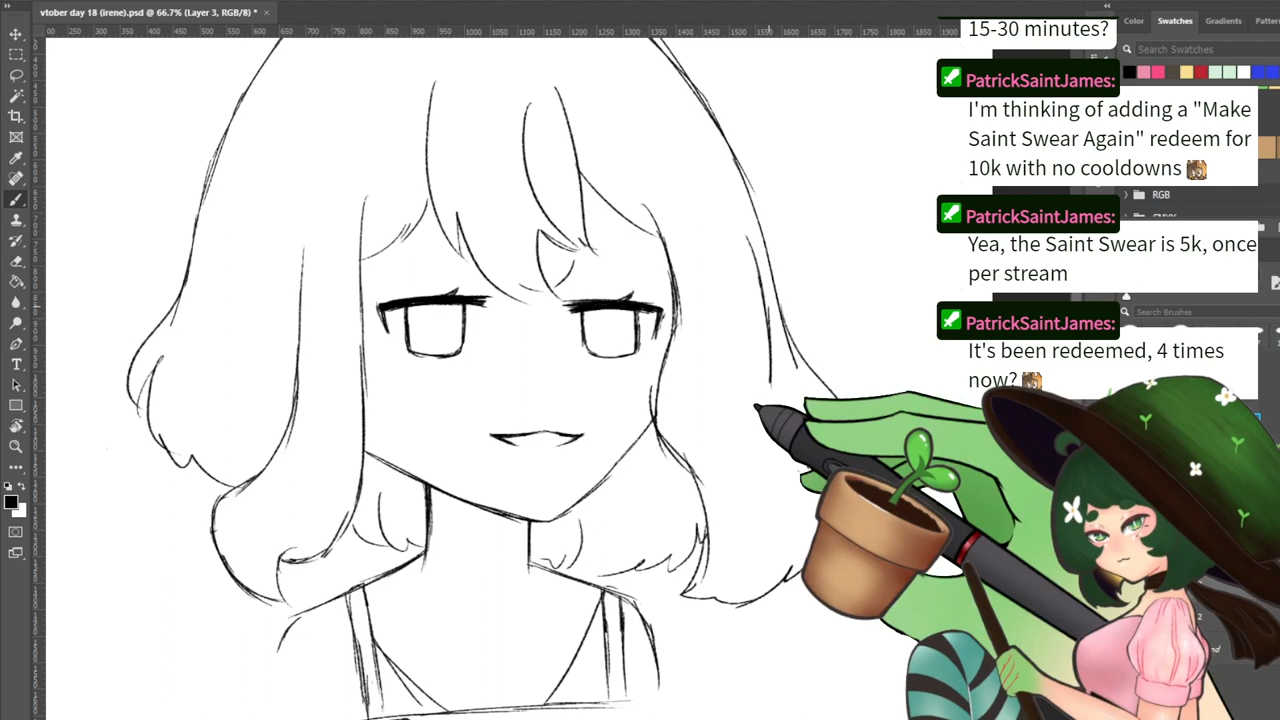 vtober day 18 (irene).psd @ 66.7% (Layer 3, RGB/8) *
Color Swatches Gradients
Search Swatches
15-30 minutes?
PatrickSaintJames:
I'm thinking of adding a "Make
Saint Swear Again" redeem for
10k with no cooldowns
RGB
PatrickSaintJames:
Yea, the Saint Swear is 5k, once
per stream
Search Brushes
PatrickSaintJames:
It's been redeemed, 4 times
now?